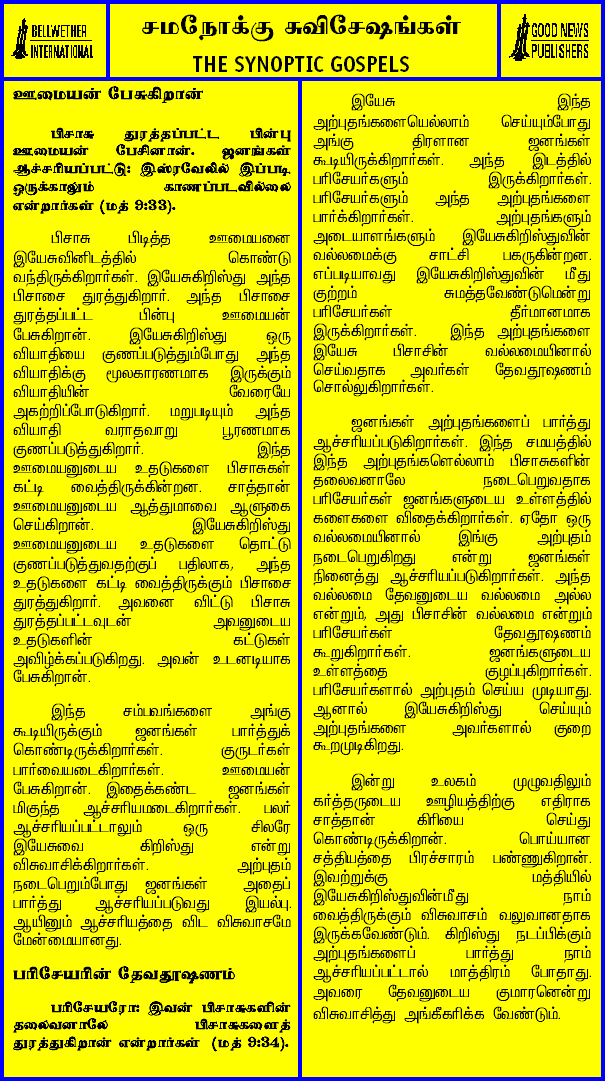 BELLWETHER
INTERNATIONAL
சமநோக்கு சுவிசேஷங்கள்
THE SYNOPTIC GOSPELS
GOOD NEWS
PUBLISHERS
ஊமையன் பேசுகிறான்
பிசாசு துரத்தப்பட்ட பின்பு
ஊமையன் பேசினான். ஜனங்கள்
ஆச்சரியப்பட்டு: இஸ்ரவேலில் இப்படி
ஒருக்காலும் காணப்படவில்லை
என்றார்கள் (மத் 9:33).
பிசாசு பிடித்த ஊமையனை
இயேசுவினிடத்தில் கொண்டு
வந்திருக்கிறார்கள். இயேசுகிறிஸ்து அந்த
பிசாசை துரத்துகிறார். அந்த பிசாசை
துரத்தப்பட்ட பின்பு ஊமையன்
பேசுகிறான். இயேசுகிறிஸ்து ஒரு
வியாதியை குணப்படுத்தும்போது அந்த
வியாதிக்கு மூலகாரணமாக இருக்கும்
வியாதியின் வேரையே
அகற்றிப்போடுகிறார். மறுபடியும் அந்த
வியாதி வராதவாறு பூரணமாக
குணப்படுத்துகிறார். இந்த
ஊமையனுடைய உதடுகளை பிசாசுகள்
கட்டி வைத்திருக்கின்றன. சாத்தான்
ஊமையனுடைய ஆத்துமாவை ஆளுகை
செய்கிறான். இயேசுகிறிஸ்து
ஊமையனுடைய உதடுகளை தொட்டு
குணப்படுத்துவதற்குப் பதிலாக, அந்த
உதடுகளை கட்டி வைத்திருக்கும் பிசாசை
துரத்துகிறார். அவனை விட்டு பிசாசு
துரத்தப்பட்டவுடன் அவனுடைய
உதடுகளின் கட்டுகள்
அவிழ்க்கப்படுகிறது. அவன் உடனடியாக
பேசுகிறான்.
இந்த சம்பவங்களை அங்கு
கூடியிருக்கும் ஜனங்கள் பார்த்துக்
கொண்டிருக்கிறார்கள். குருடர்கள்
பார்வையடைகிறார்கள். ஊமையன்
பேசுகிறான். இதைக்கண்ட ஜனங்கள்
மிகுந்த ஆச்சரியமடைகிறார்கள். பலர்
ஆச்சரியப்பட்டாலும் ஒரு சிலரே
இயேசுவை கிறிஸ்து என்று
விசுவாசிக்கிறார்கள். அற்புதம்
நடைபெறும்போது ஜனங்கள் அதைப்
பார்த்து ஆச்சரியப்படுவது இயல்பு.
ஆயினும் ஆச்சரியத்தை விட விசுவாசமே
மேன்மையானது.
பரிசேயரின் தேவதூஷணம்
பரிசேயரோ: இவன் பிசாசுகளின்
தலைவனாலே பிசாசுகளைத்
துரத்துகிறான் என்றார்கள் (மத் 9:34).
இயேசு இந்த
அற்புதங்களையெல்லாம் செய்யும்போது
அங்கு திரளான ஜனங்கள்
கூடியிருக்கிறார்கள். அந்த இடத்தில்
பரிசேயர்களும் இருக்கிறார்கள்.
பரிசேயர்களும் அந்த அற்புதங்களை
பார்க்கிறார்கள். அற்புதங்களும்
அடையாளங்களும் இயேசுகிறிஸ்துவின்
வல்லமைக்கு சாட்சி பகருகின்றன.
எப்படியாவது இயேசுகிறிஸ்துவின் மீது
குற்றம் சுமத்தவேண்டுமென்று
பரிசேயர்கள் தீர்மானமாக
இருக்கிறார்கள். இந்த அற்புதங்களை
இயேசு பிசாசின் வல்லமையினால்
செய்வதாக அவர்கள் தேவதூஷணம்
சொல்லுகிறார்கள்.
ஜனங்கள் அற்புதங்களைப் பார்த்து
ஆச்சரியப்படுகிறார்கள். இந்த சமயத்தில்
இந்த அற்புதங்களெல்லாம் பிசாசுகளின்
தலைவனாலே நடைபெறுவதாக
பரிசேயர்கள் ஜனங்களுடைய உள்ளத்தில்
களைகளை விதைக்கிறார்கள். ஏதோ ஒரு
வல்லமையினால் இங்கு அற்புதம்
நடைபெறுகிறது என்று ஜனங்கள்
நினைத்து ஆச்சரியப்படுகிறார்கள். அந்த
வல்லமை தேவனுடைய வல்லமை அல்ல
என்றும், அது பிசாசின் வல்லமை என்றும்
பரிசேயர்கள் தேவதூஷணம்
கூறுகிறார்கள். ஜனங்களுடைய
உள்ளத்தை குழப்புகிறார்கள்.
பரிசேயர்களால் அற்புதம் செய்ய முடியாது.
ஆனால் இயேசுகிறிஸ்து செய்யும்
அற்புதங்களை அவர்களால் குறை
கூறமுடிகிறது.
இன்று உலகம் முழுவதிலும்
கர்த்தருடைய ஊழியத்திற்கு எதிராக
சாத்தான் கிரியை செய்து
கொண்டிருக்கிறான். பொய்யான
சத்தியத்தை பிரச்சாரம் பண்ணுகிறான்.
இவற்றுக்கு மத்தியில்
இயேசுகிறிஸ்துவின்மீது நாம்
வைத்திருக்கும் விசுவாசம் வலுவானதாக
இருக்கவேண்டும். கிறிஸ்து நடப்பிக்கும்
அற்புதங்களைப் பார்த்து நாம்
ஆச்சரியப்பட்டால் மாத்திரம் போதாது.
அவரை தேவனுடைய குமாரனென்று
விசுவாசித்து அங்கீகரிக்க வேண்டும்.